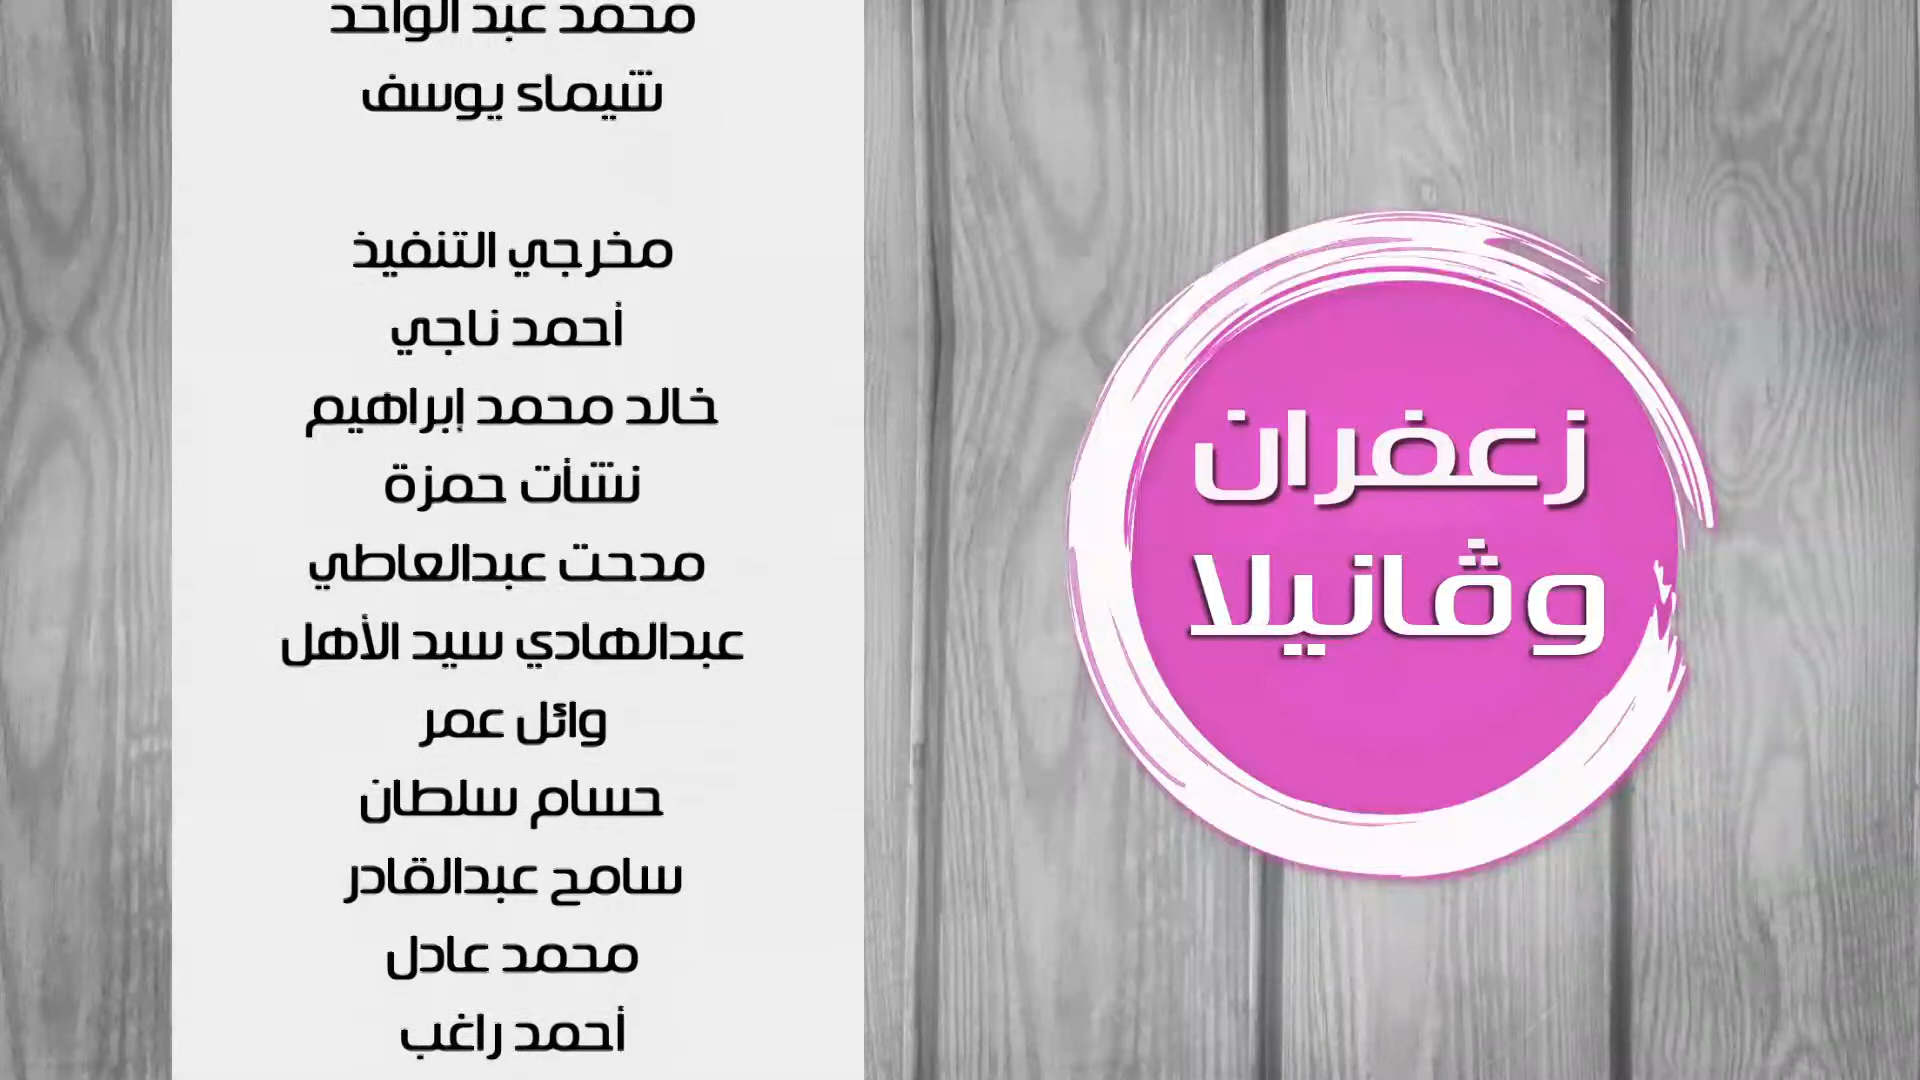 محمد عبد الواحد
شيماء يوسف
مخرجي التنفيذ
أحمد ناجي
خالد محمد إبراهيم
نشأت حمزة
مدحت عبدالعاطي
عبدالهادي سيد الأهل
وائل عمر
حسام سلطان
سامح عبدالقادر
محمد عادل
أحمد راغب
زعفران
وڤانيلا